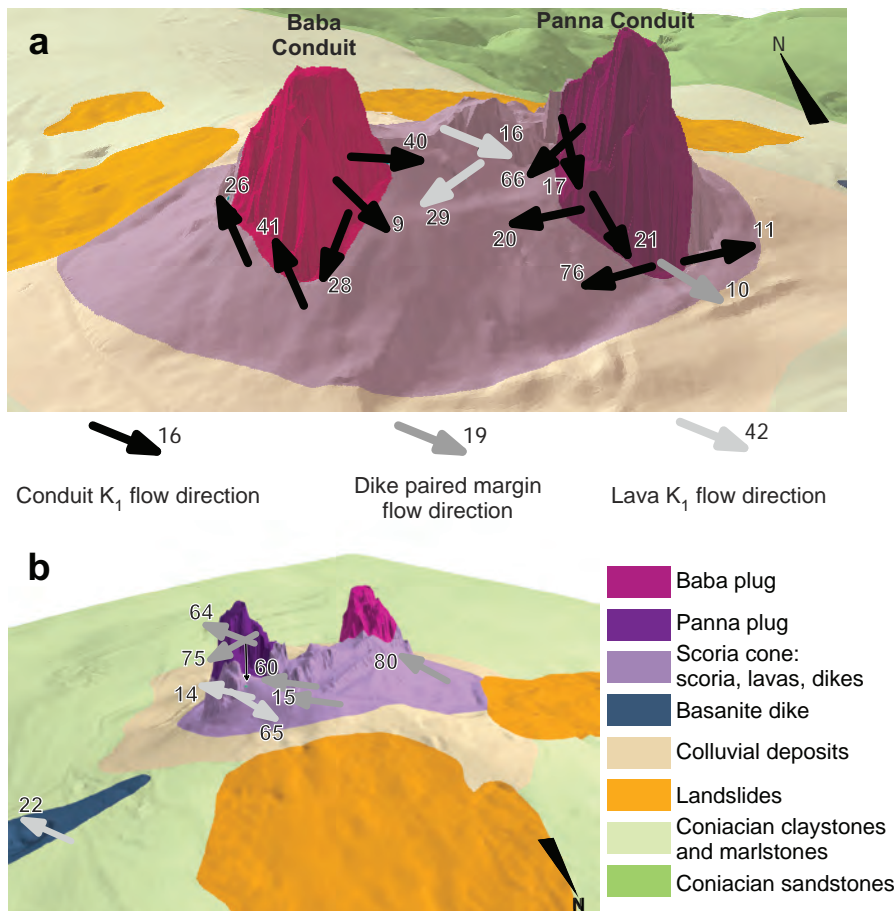 a
Baba
Conduit
Panna Conduit
N
40
16
66
17
26
29
9
41
20
21
11
28
76
10
16
19
42
Conduit K₁ flow direction
Dike paired margin
flow direction
Lava K₁ flow direction
b
64
75
60
80
14
15
65
22
N
Baba plug
Panna plug
Scoria cone:
scoria, lavas, dikes
Basanite dike
Colluvial deposits
Landslides
Coniacian claystones
and marlstones
Coniacian sandstones